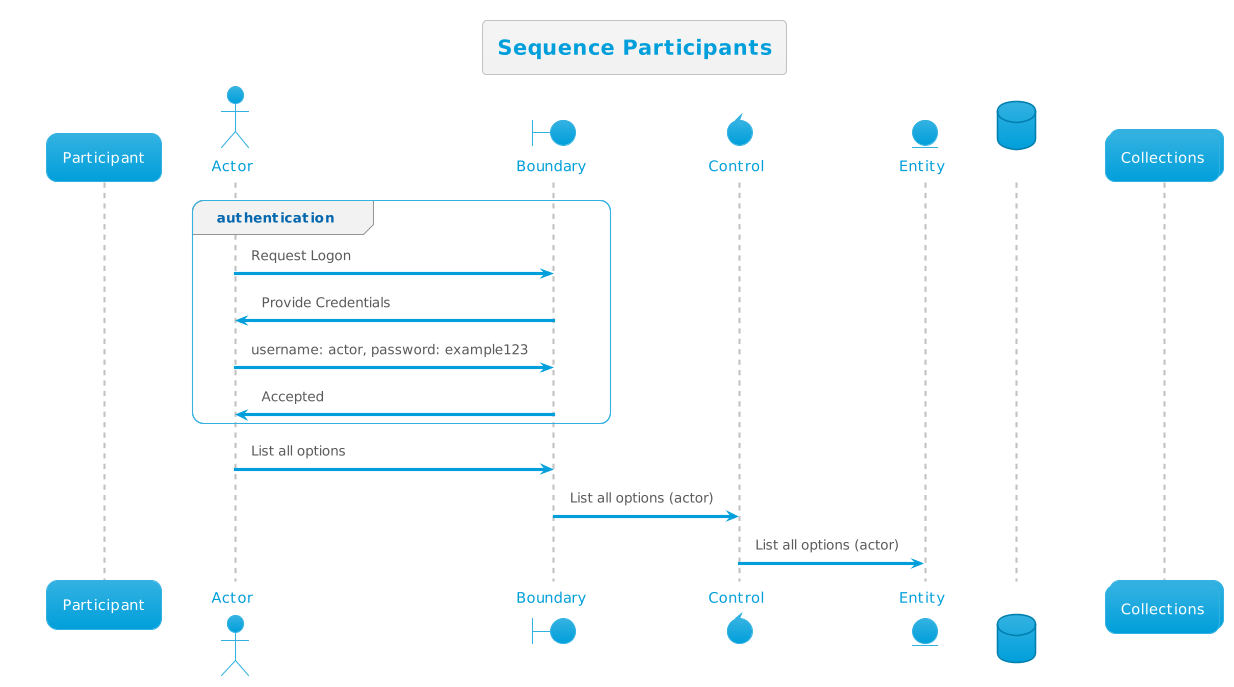 Sequence Participants
Participant
Actor
Boundary
Control
Entity
Collections
authentication
Request Logon
Provide Credentials
username: actor, password: example123
Accepted
List all options
List all options (actor)
List all options (actor)
Participant
Actor
Boundary
Control
Entity
Collections